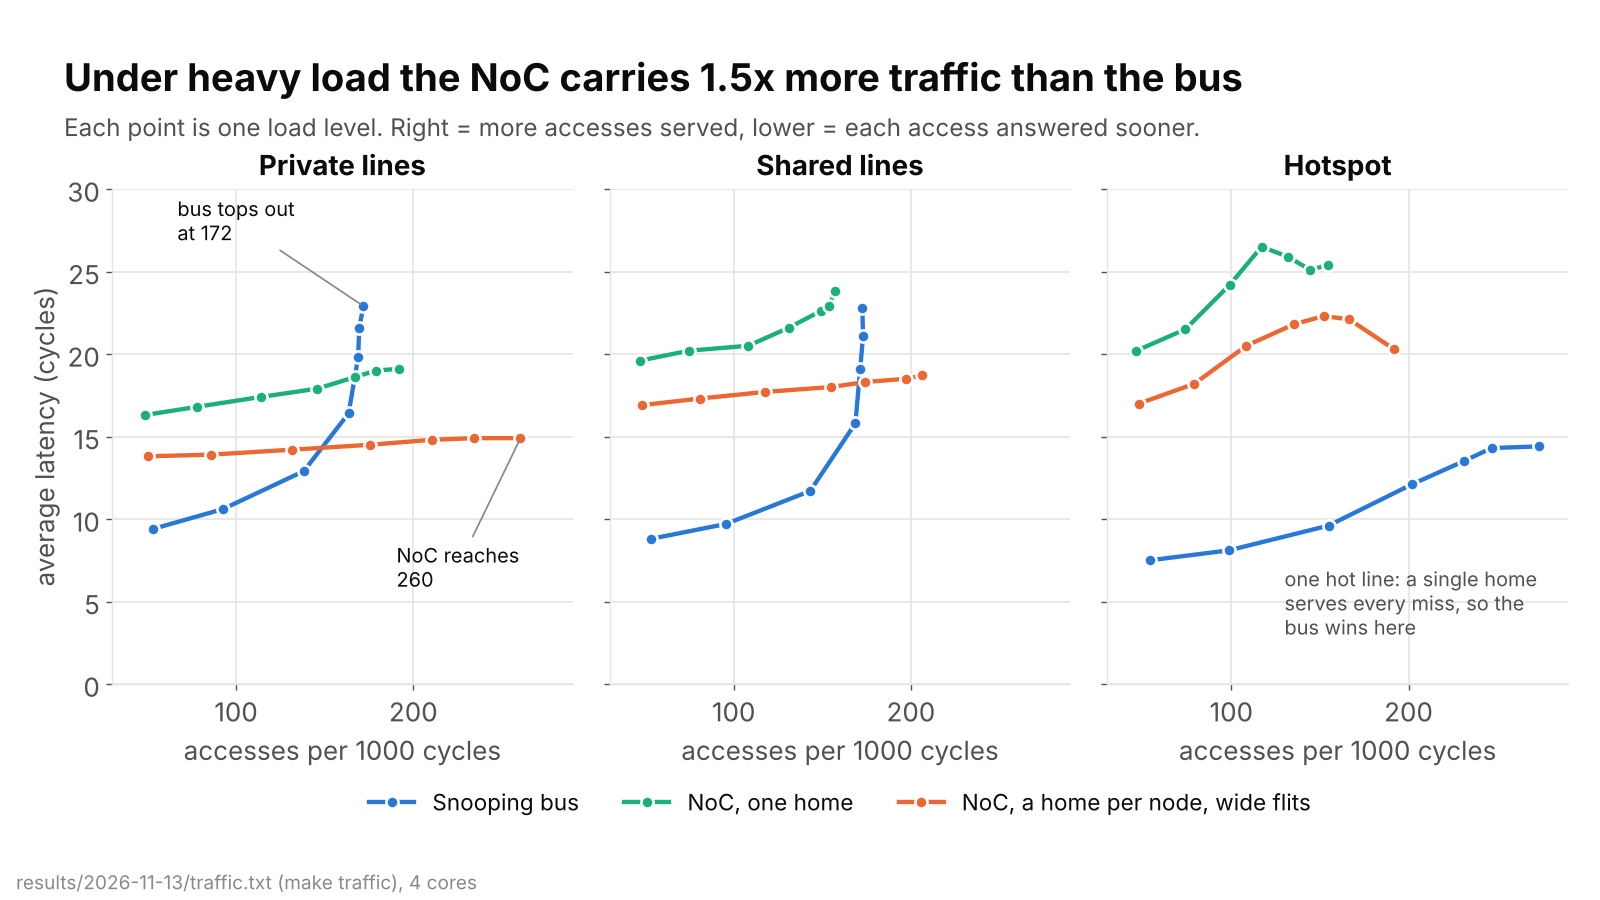 Under heavy load the NoC carries 1.5x more traffic than the bus
Each point is one load level. Right = more accesses served, lower = each access answered sooner.
Private lines
Shared lines
Hotspot
average latency (cycles)
30
25
20
15
10
5
0
bus tops out
at 172
NoC reaches
260
one hot line: a single home
serves every miss, so the
bus wins here
100
200
100
200
100
200
accesses per 1000 cycles
accesses per 1000 cycles
accesses per 1000 cycles
Snooping bus
NoC, one home
NoC, a home per node, wide flits
results/2026-11-13/traffic.txt (make traffic), 4 cores